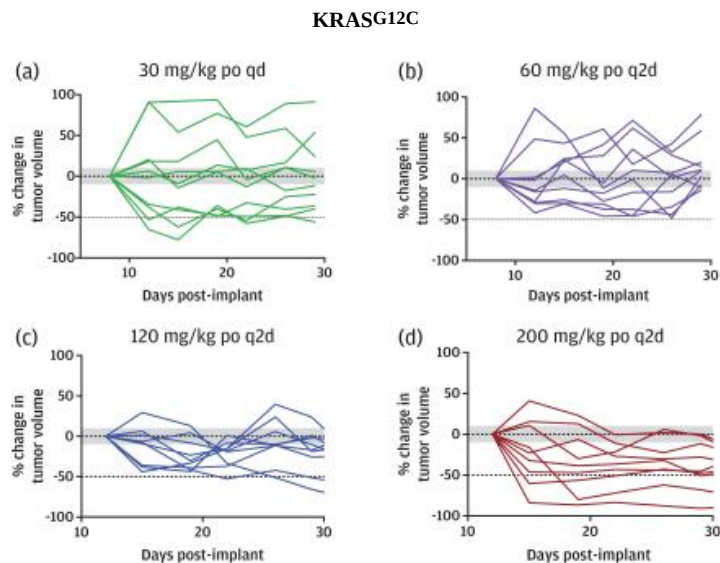 KRASG12C
(a) 30 mg/kg po qd
100
50
0
-50
-100
% change in
tumor volume
10 20 30
Days post-implant
(b) 60 mg/kg po q2d
100
50
0
-50
-100
% change in
tumor volume
10 20 30
Days post-implant
(c) 120 mg/kg po q2d
100
50
0
-50
-100
% change in
tumor volume
10 20 30
Days post-implant
(d) 200 mg/kg po q2d
100
50
0
-50
-100
% change in
tumor volume
10 20 30
Days post-implant